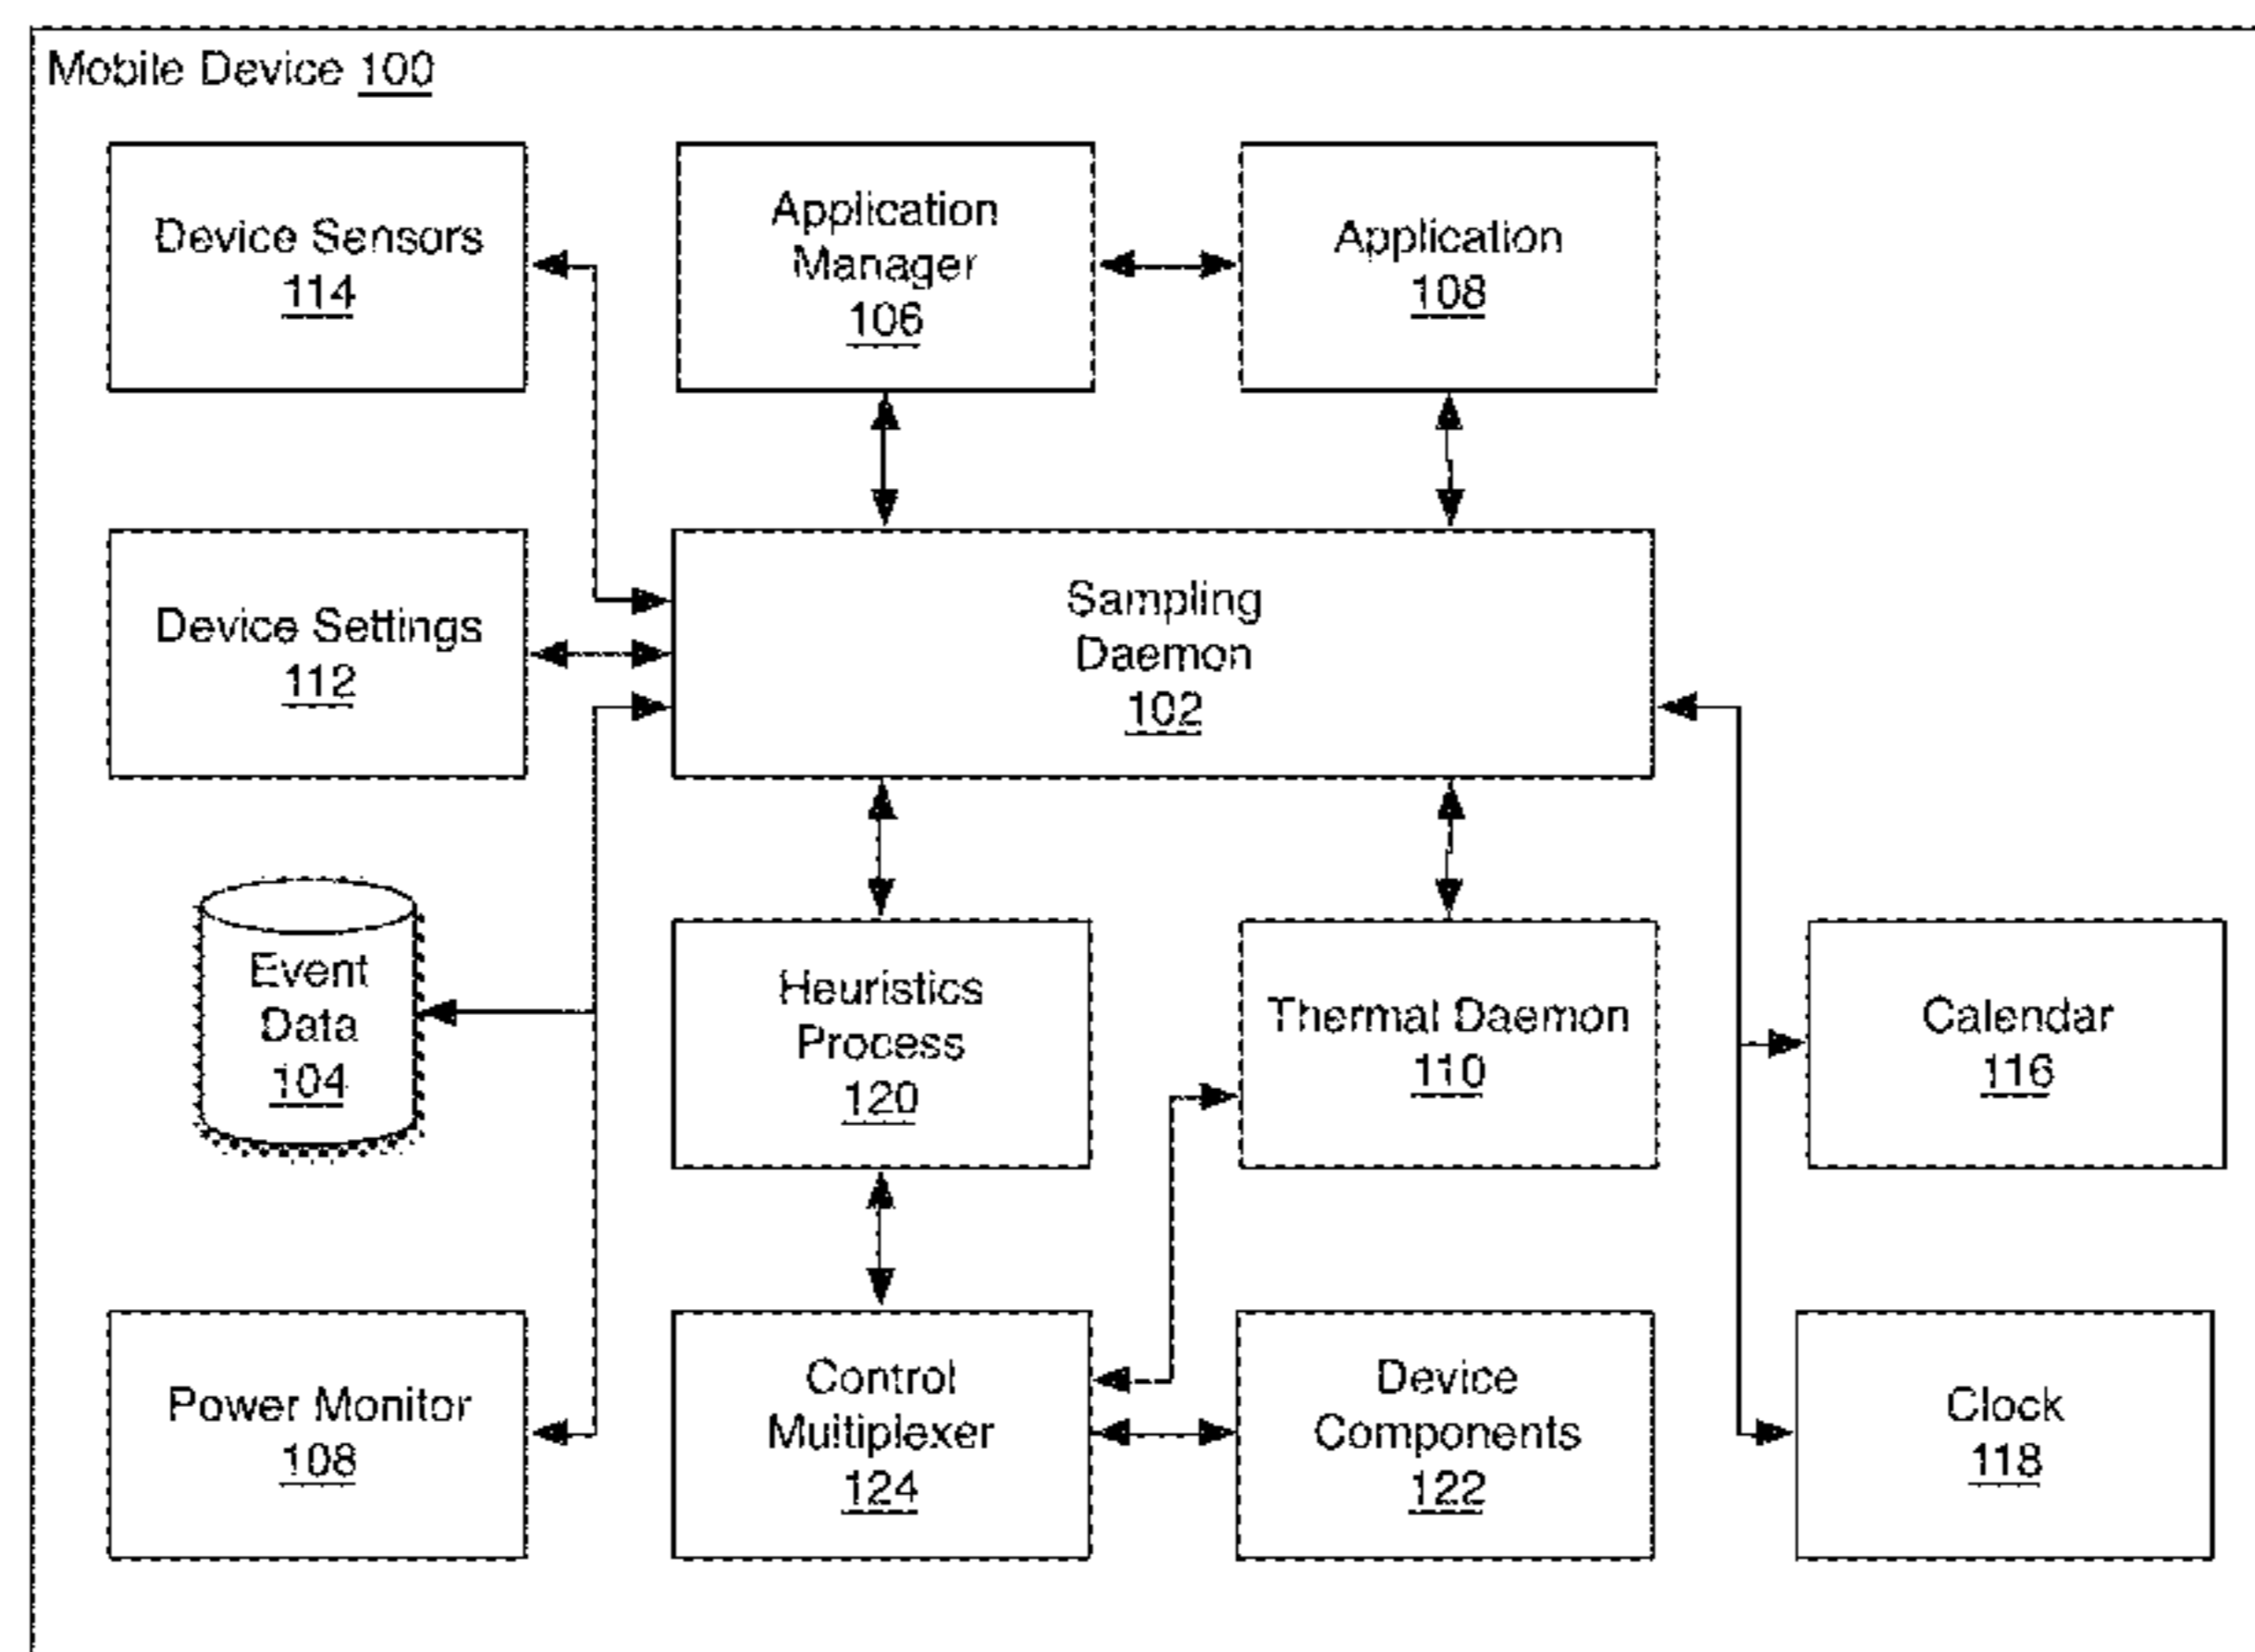 Mobile Device 100
Device Sensors
114
Application
Manager
106
Application
108
Device Settings
112
Sampling
Daemon
102
Event
Data
104
Heuristics
Process
120
Thermal Daemon
110
Calendar
116
Power Monitor
108
Control
Multiplexer
124
Device
Components
122
Clock
118